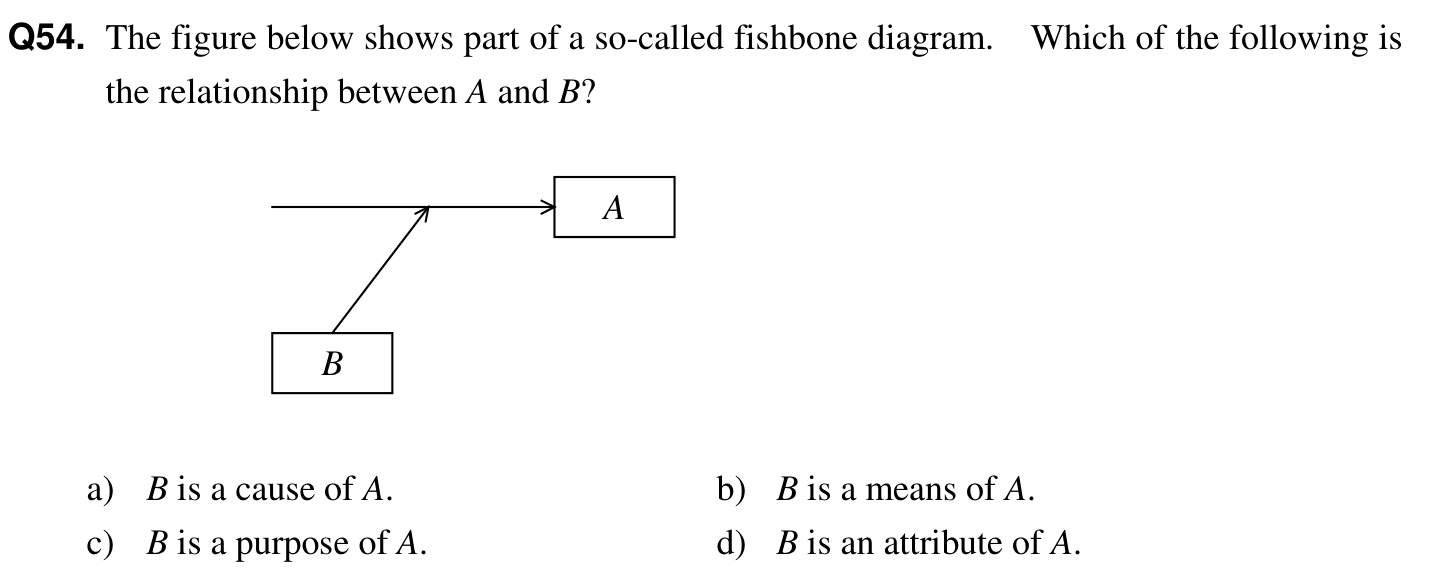 Q54. The figure below shows part of a so-called fishbone diagram. Which of the following is
the relationship between A and B?
A
B
a) B is a cause of A. b) B is a means of A.
c) B is a purpose of A. d) B is an attribute of A.